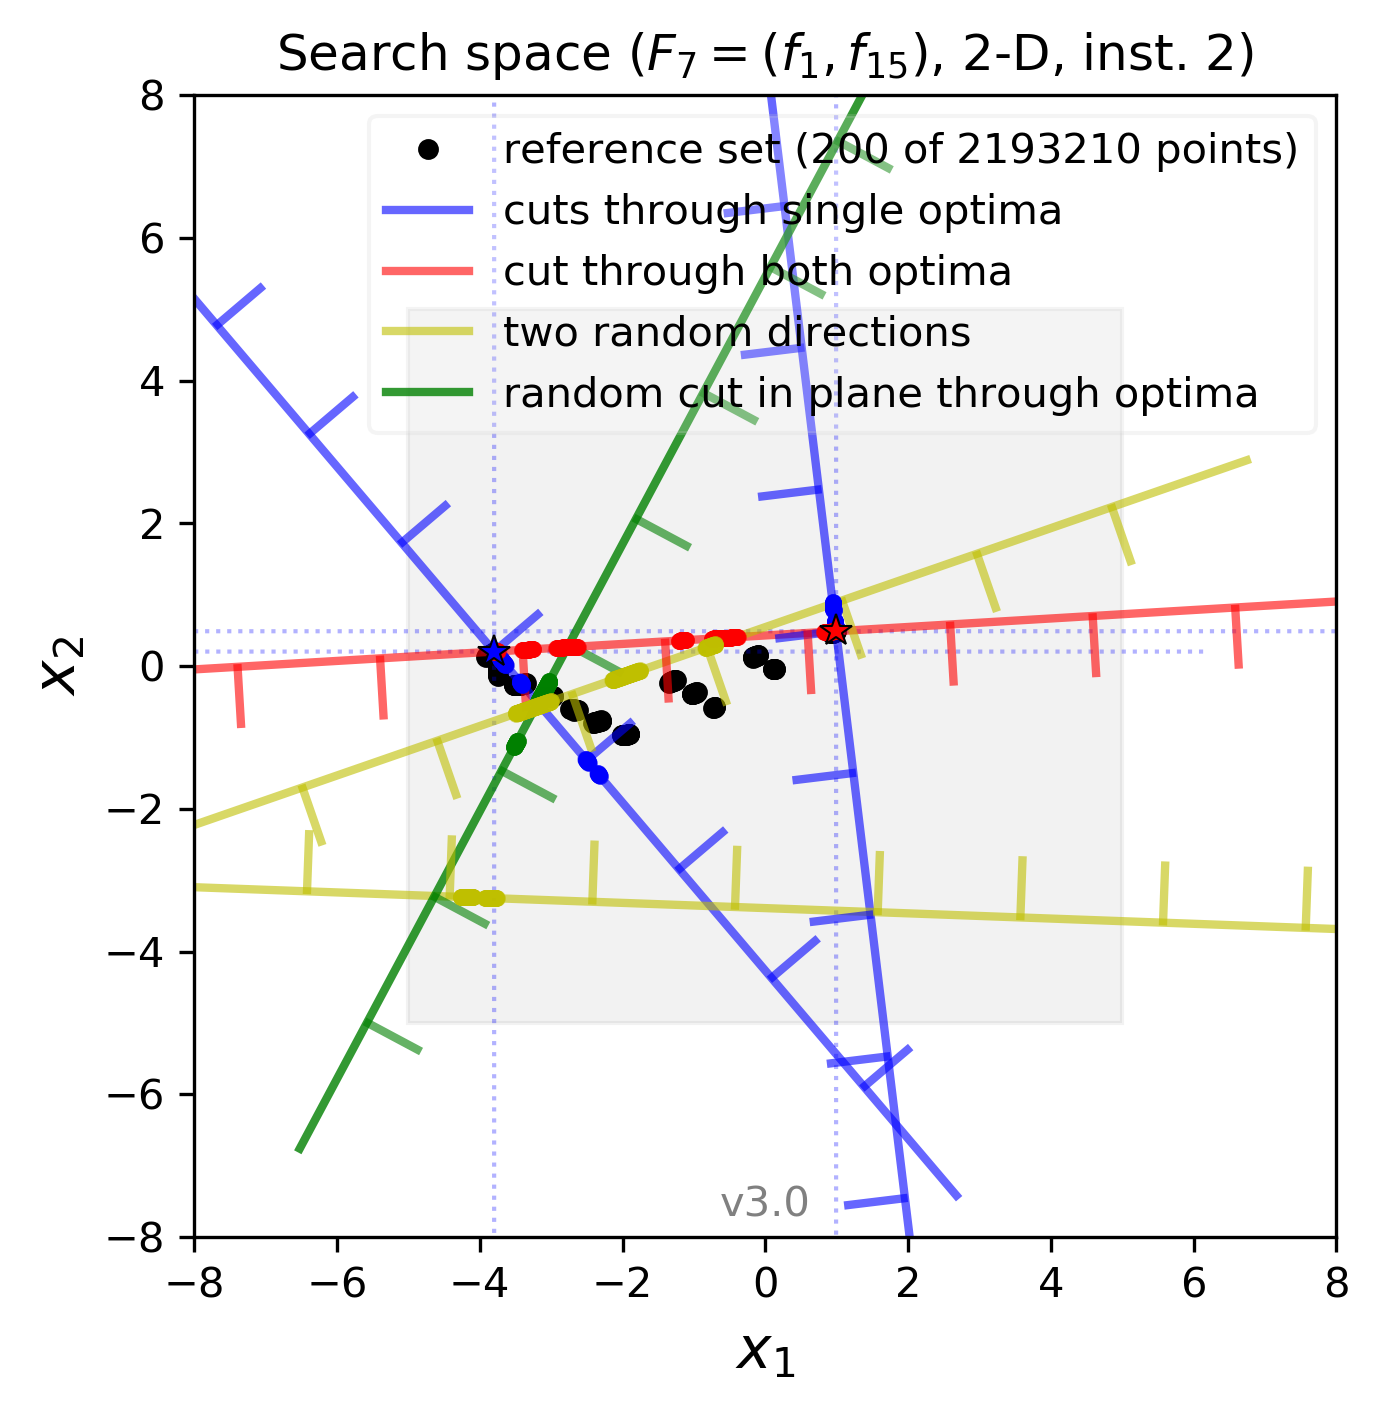 Search space (F₇ = (f₁, f₁₅), 2-D, inst. 2)
reference set (200 of 2193210 points)
cuts through single optima
cut through both optima
two random directions
random cut in plane through optima
8
6
4
2
0
−2
−4
−6
−8
x₂
v3.0
−8 −6 −4 −2 0 2 4 6 8
x₁